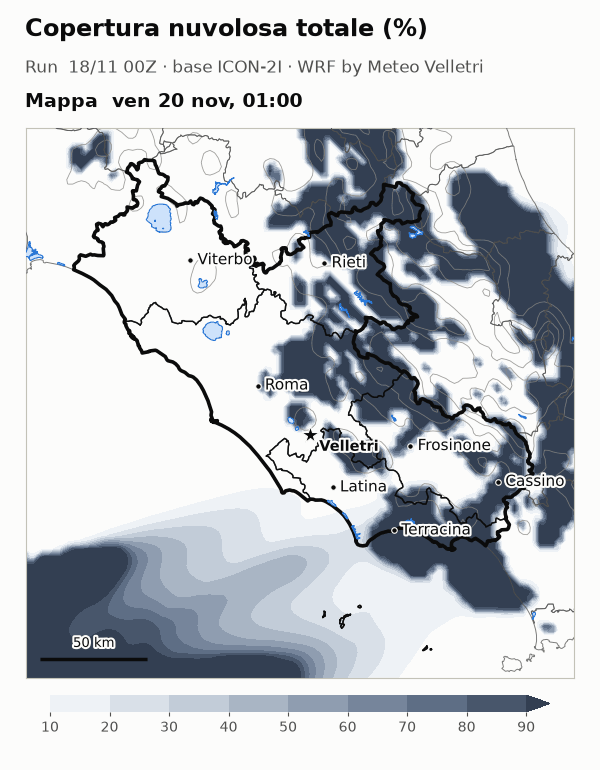 Copertura nuvolosa totale (%)
Run 18/11 00Z · base ICON-2I · WRF by Meteo Velletri
Mappa ven 20 nov, 01:00
Viterbo
Rieti
Roma
Velletri
Frosinone
Latina
Cassino
Terracina
50 km
10 20 30 40 50 60 70 80 90